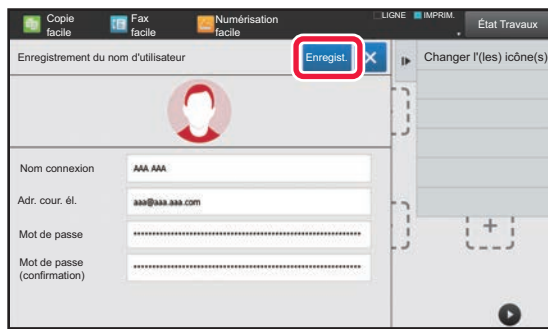 Copie
facile
Fax
facile
Numérisation
facile
LIGNE
IMPRIM.
État Travaux
Enregistrement du nom d'utilisateur
Enregist.
Changer l'(les) icône(s)
Nom connexion
AAA AAA
Adr. cour. él.
aaa@aaa.aaa.com
Mot de passe
Mot de passe
(confirmation)